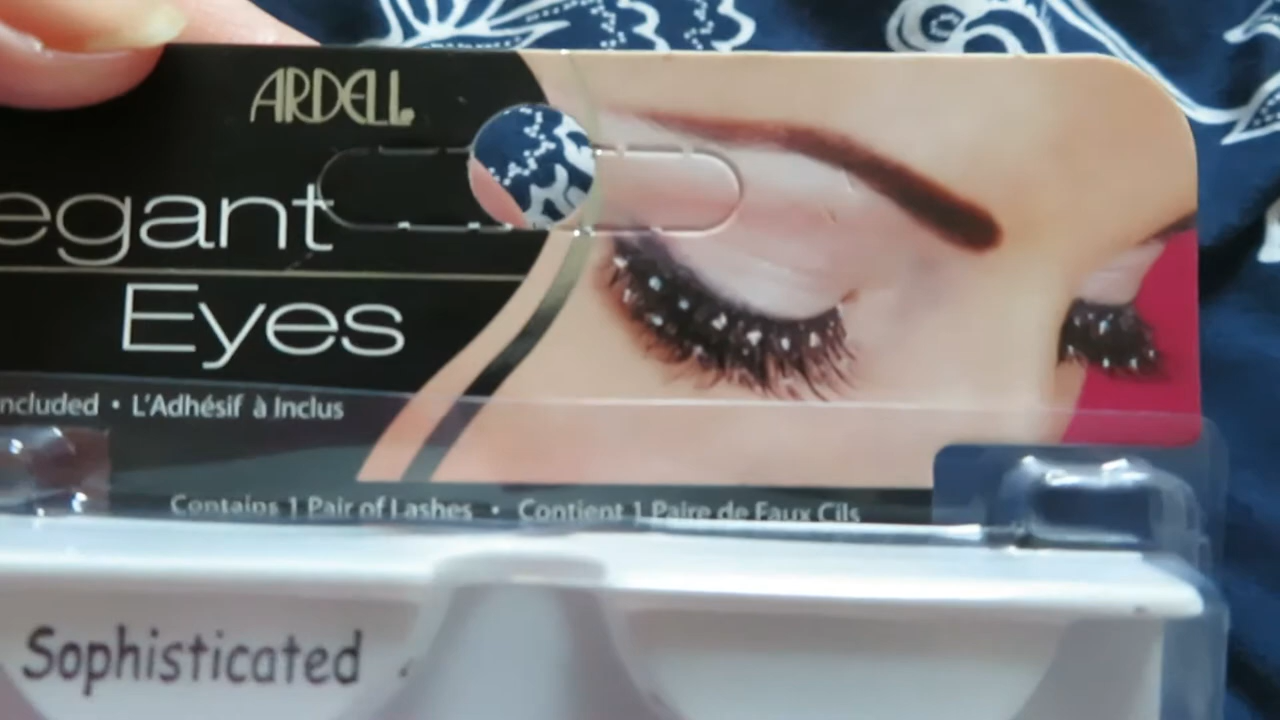 ARDELL
egant
Eyes
ncluded • L'Adhésif à Inclus
Contains 1 Pair of Lashes • Contient 1 Paire de Faux Cils
Sophisticated